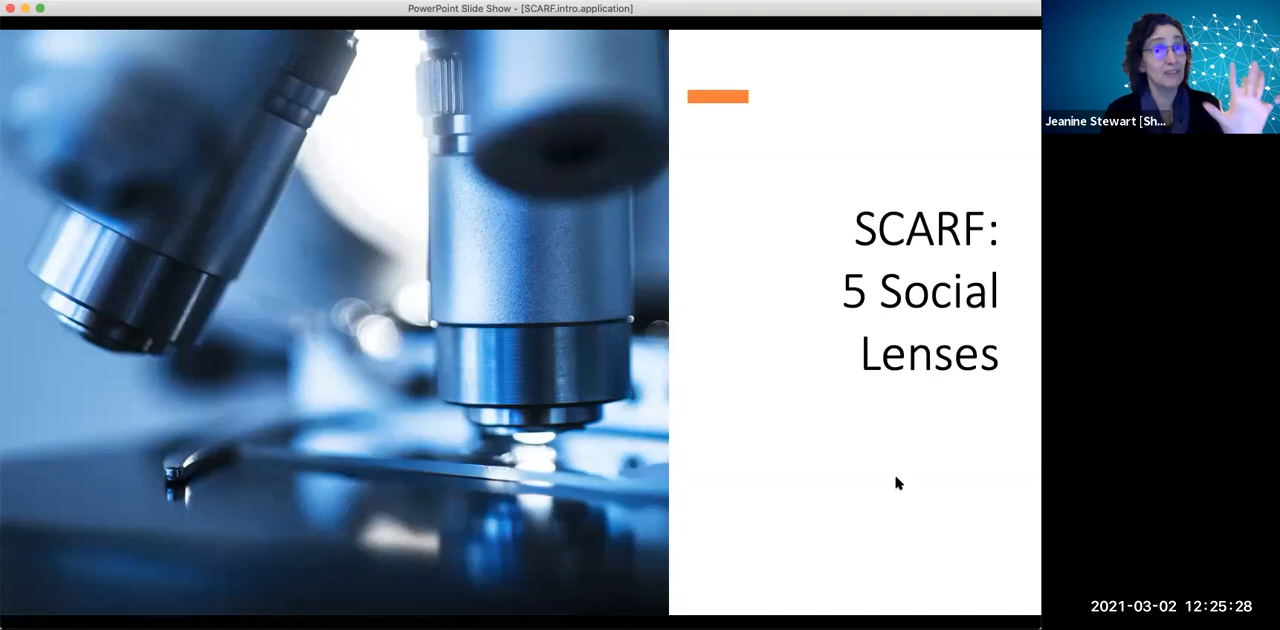 PowerPoint Slide Show - [SCARF.intro.application]
Jeanine Stewart [Sh...
SCARF:
5 Social
Lenses
2021-03-02 12:25:28